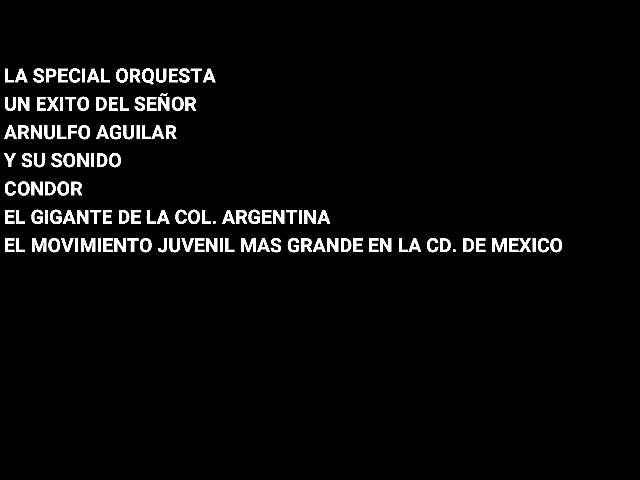 LA SPECIAL ORQUESTA
UN EXITO DEL SEÑOR
ARNULFO AGUILAR
Y SU SONIDO
CONDOR
EL GIGANTE DE LA COL. ARGENTINA
EL MOVIMIENTO JUVENIL MAS GRANDE EN LA CD. DE MEXICO